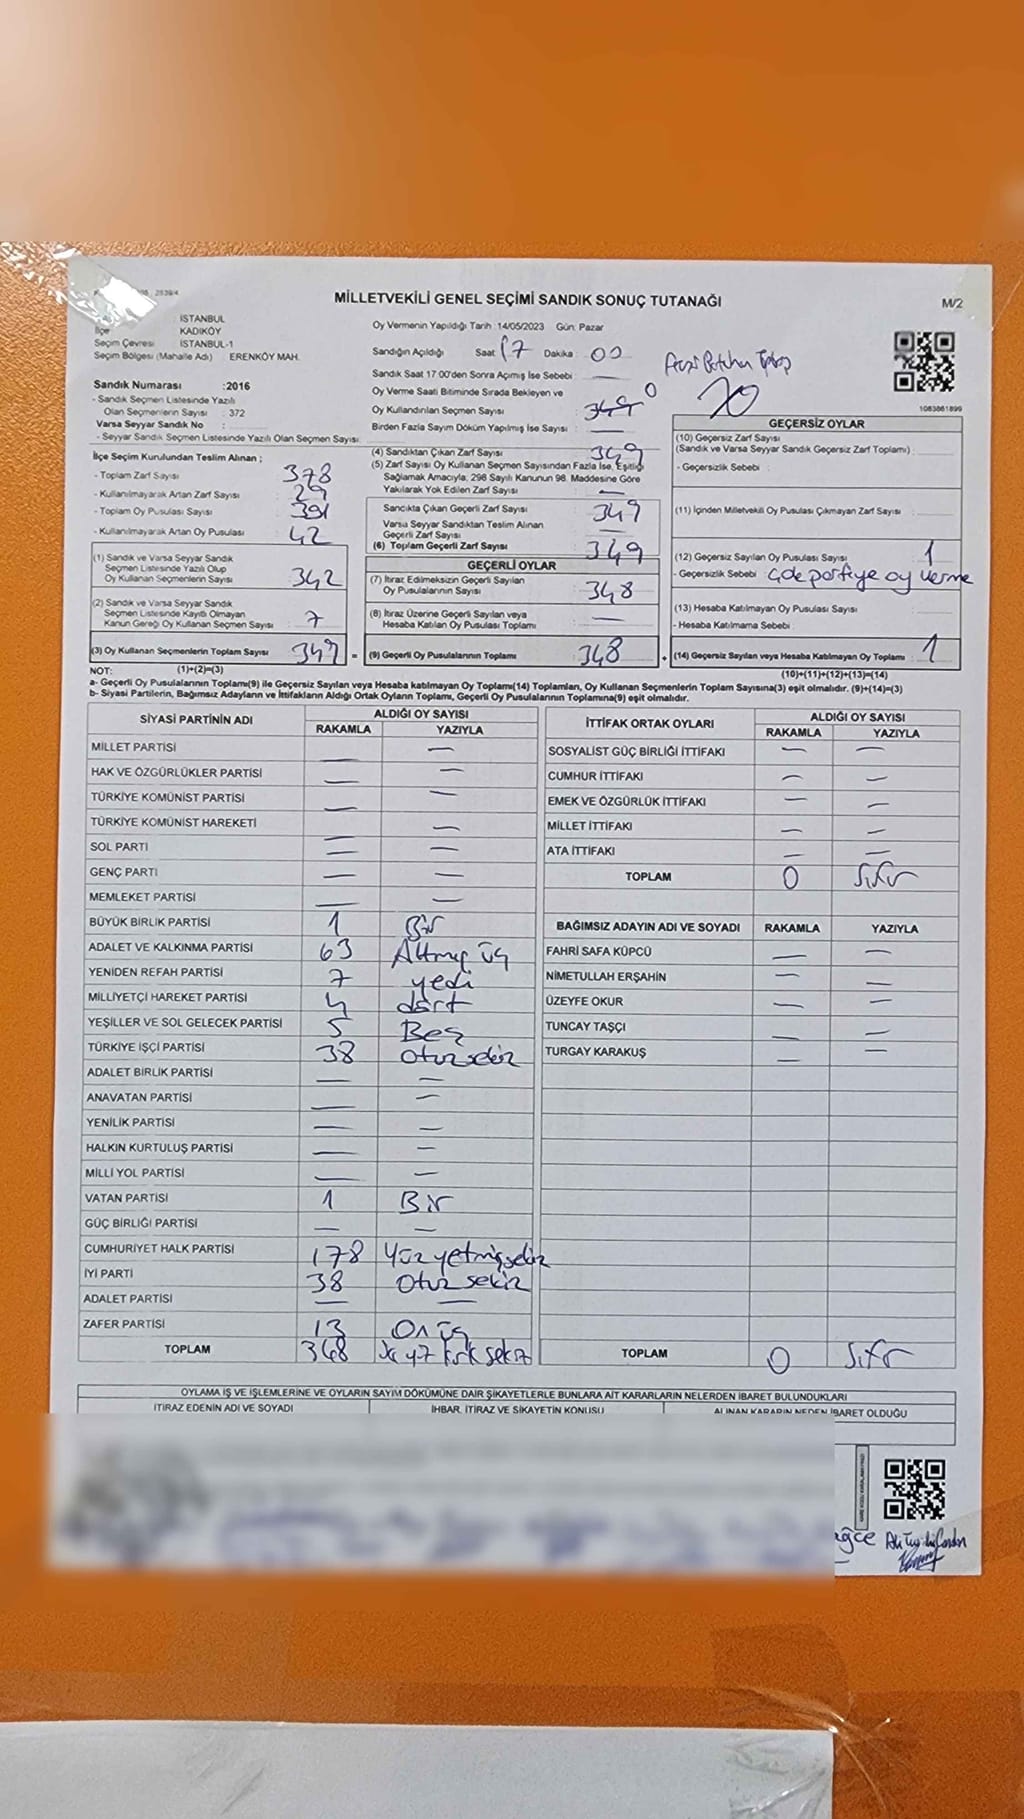 MİLLETVEKİLİ GENEL SEÇİMİ SANDIK SONUÇ TUTANAĞI
M/2
: İSTANBUL
İlçe KADIKÖY
Seçim Çevresi İSTANBUL-1
Seçim Bölgesi (Mahalle Adı) ERENKÖY MAH.
Oy Vermenin Yapıldığı Tarih :14/05/2023 Gün: Pazar
Sandığın Açıldığı Saat 17 Dakika : 00
Sandık Saat 17:00'den Sonra Açımış İse Sebebi : —
Oy Verme Saati Bitiminde Sırada Bekleyen ve
Oy Kullandırılan Seçmen Sayısı : 349 0
Birden Fazla Sayım Döküm Yapılmış İse Sayısı : —
1083861899
Sandık Numarası :2016
- Sandık Seçmen Listesinde Yazılı
Olan Seçmenlerin Sayısı : 372
Varsa Seyyar Sandık No :
- Seyyar Sandık Seçmen Listesinde Yazılı Olan Seçmen Sayısı :
İlçe Seçim Kurulundan Teslim Alınan ;
- Toplam Zarf Sayısı 378
- Kullanılmayarak Artan Zarf Sayısı : 29
- Toplam Oy Pusulası Sayısı : 391
- Kullanılmayarak Artan Oy Pusulası : 42
(1) Sandık ve Varsa Seyyar Sandık
Seçmen Listesinde Yazılı Olup
Oy Kullanan Seçmenlerin Sayısı : 342
(2) Sandık ve Varsa Seyyar Sandık
Seçmen Listesinde Kayıtlı Olmayan
Kanun Gereği Oy Kullanan Seçmen Sayısı : 7
(3) Oy Kullanan Seçmenlerin Toplam Sayısı : 349 =
(1)+(2)=(3)
(4) Sandıktan Çıkan Zarf Sayısı : 349
(5) Zarf Sayısı Oy Kullanan Seçmen Sayısından Fazla İse, Eşitliği
Sağlamak Amacıyla; 298 Sayılı Kanunun 98. Maddesine Göre
Yakılarak Yok Edilen Zarf Sayısı : —
Sandıkta Çıkan Geçerli Zarf Sayısı : 349
Varsa Seyyar Sandıktan Teslim Alınan
Geçerli Zarf Sayısı : —
(6) Toplam Geçerli Zarf Sayısı : 349
GEÇERLİ OYLAR
(7) İtiraz Edilmeksizin Geçerli Sayılan
Oy Pusulalarının Sayısı : 348
(8) İtiraz Üzerine Geçerli Sayılan veya
Hesaba Katılan Oy Pusulası Toplamı : —
(9) Geçerli Oy Pusulalarının Toplamı : 348 +
GEÇERSİZ OYLAR
(10) Geçersiz Zarf Sayısı
(Sandık ve Varsa Seyyar Sandık Geçersiz Zarf Toplamı) :
- Geçersizlik Sebebi :
(11) İçinden Milletvekili Oy Pusulası Çıkmayan Zarf Sayısı :
(12) Geçersiz Sayılan Oy Pusulası Sayısı : 1
- Geçersizlik Sebebi : çde partiye oy verme
(13) Hesaba Katılmayan Oy Pusulası Sayısı :
- Hesaba Katılmama Sebebi :
(14) Geçersiz Sayılan veya Hesaba Katılmayan Oy Toplamı : 1
(10)+(11)+(12)+(13)=(14)
NOT:
a- Geçerli Oy Pusulalarının Toplamı(9) ile Geçersiz Sayılan veya Hesaba katılmayan Oy Toplamı(14) Toplamları, Oy Kullanan Seçmenlerin Toplam Sayısına(3) eşit olmalıdır. (9)+(14)=(3)
b- Siyasi Partilerin, Bağımsız Adayların ve İttifakların Aldığı Ortak Oyların Toplamı, Geçerli Oy Pusulalarının Toplamına(9) eşit olmalıdır.
SİYASİ PARTİNİN ADI ALDIĞI OY SAYISI
RAKAMLA YAZIYLA
MİLLET PARTİSİ — —
HAK VE ÖZGÜRLÜKLER PARTİSİ — —
TÜRKİYE KOMÜNİST PARTİSİ — —
TÜRKİYE KOMÜNİST HAREKETİ — —
SOL PARTİ — —
GENÇ PARTİ — —
MEMLEKET PARTİSİ — —
BÜYÜK BİRLİK PARTİSİ 1 Bir
ADALET VE KALKINMA PARTİSİ 63 Altmış üç
YENİDEN REFAH PARTİSİ 7 yedi
MİLLİYETÇİ HAREKET PARTİSİ 4 dört
YEŞİLLER VE SOL GELECEK PARTİSİ 5 Beş
TÜRKİYE İŞÇİ PARTİSİ 38 otuzsekiz
ADALET BİRLİK PARTİSİ — —
ANAVATAN PARTİSİ — —
YENİLİK PARTİSİ — —
HALKIN KURTULUŞ PARTİSİ — —
MİLLİ YOL PARTİSİ — —
VATAN PARTİSİ 1 Bir
GÜÇ BİRLİĞİ PARTİSİ — —
CUMHURİYET HALK PARTİSİ 178 Yüz yetmişsekiz
İYİ PARTİ 38 Otuz sekiz
ADALET PARTİSİ — —
ZAFER PARTİSİ 13 On üç
TOPLAM 348 kırk sekiz
İTTİFAK ORTAK OYLARI ALDIĞI OY SAYISI
RAKAMLA YAZIYLA
SOSYALİST GÜÇ BİRLİĞİ İTTİFAKI — —
CUMHUR İTTİFAKI — —
EMEK VE ÖZGÜRLÜK İTTİFAKI — —
MİLLET İTTİFAKI — —
ATA İTTİFAKI — —
TOPLAM 0 Sıfır
BAĞIMSIZ ADAYIN ADI VE SOYADI RAKAMLA YAZIYLA
FAHRİ SAFA KÜPCÜ — —
NİMETULLAH ERŞAHİN — —
ÜZEYFE OKUR — —
TUNCAY TAŞÇI — —
TURGAY KARAKUŞ — —
TOPLAM 0 Sıfır
OYLAMA İŞ VE İŞLEMLERİNE VE OYLARIN SAYIM DÖKÜMÜNE DAİR ŞİKAYETLERLE BUNLARA AİT KARARLARIN NELERDEN İBARET BULUNDUKLARI
İTİRAZ EDENİN ADI VE SOYADI İHBAR, İTİRAZ VE ŞİKAYETİN KONUSU ALINAN KARARIN NEDEN İBARET OLDUĞU